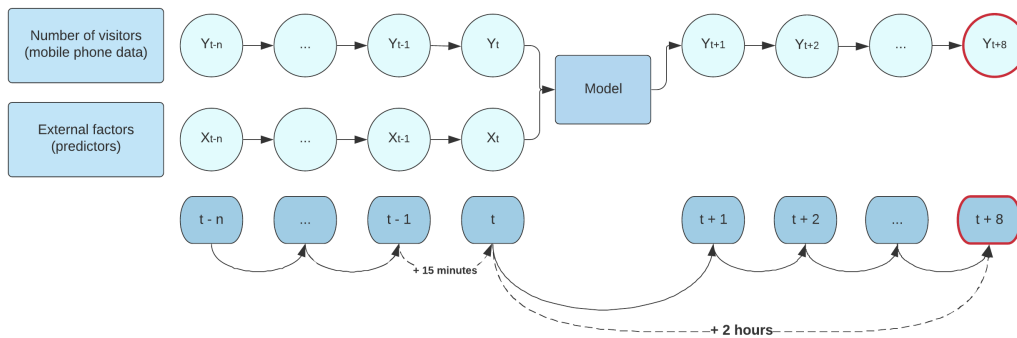 Number of visitors
(mobile phone data)
Yt-n
...
Yt-1
Yt
Model
Yt+1
Yt+2
...
Yt+8
External factors
(predictors)
Xt-n
...
Xt-1
Xt
t - n
...
t - 1
t
t + 1
t + 2
...
t + 8
+ 15 minutes
+ 2 hours